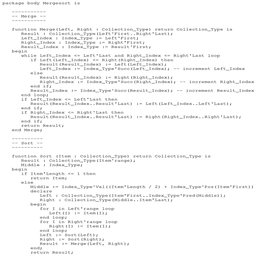 package body Mergesort is
-----------
-- Merge --
-----------
function Merge(Left, Right : Collection_Type) return Collection_Type is
Result : Collection_Type(Left'First..Right'Last);
Left_Index : Index_Type := Left'First;
Right_Index : Index_Type := Right'First;
Result_Index : Index_Type := Result'First;
begin
while Left_Index <= Left'Last and Right_Index <= Right'Last loop
if Left(Left_Index) <= Right(Right_Index) then
Result(Result_Index) := Left(Left_Index);
Left_Index := Index_Type'Succ(Left_Index); -- increment Left_Index
else
Result(Result_Index) := Right(Right_Index);
Right_Index := Index_Type'Succ(Right_Index); -- increment Right_Index
end if;
Result_Index := Index_Type'Succ(Result_Index); -- increment Result_Index
end loop;
if Left_Index <= Left'Last then
Result(Result_Index..Result'Last) := Left(Left_Index..Left'Last);
end if;
if Right_Index <= Right'Last then
Result(Result_Index..Result'Last) := Right(Right_Index..Right'Last);
end if;
return Result;
end Merge;
----------
-- Sort --
----------
function Sort (Item : Collection_Type) return Collection_Type is
Result : Collection_Type(Item'range);
Middle : Index_Type;
begin
if Item'Length <= 1 then
return Item;
else
Middle := Index_Type'Val((Item'Length / 2) + Index_Type'Pos(Item'First))
declare
Left : Collection_Type(Item'First..Index_Type'Pred(Middle));
Right : Collection_Type(Middle..Item'Last);
begin
for I in Left'range loop
Left(I) := Item(I);
end loop;
for I in Right'range loop
Right(I) := Item(I);
end loop;
Left := Sort(Left);
Right := Sort(Right);
Result := Merge(Left, Right);
end;
return Result;